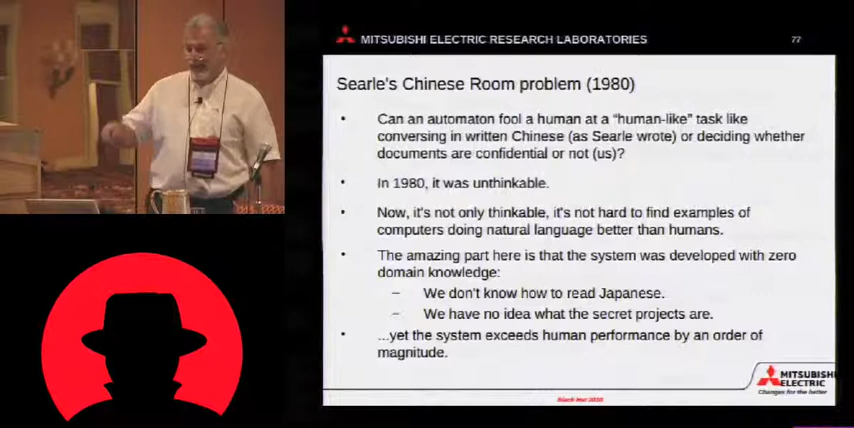 MITSUBISHI ELECTRIC RESEARCH LABORATORIES
77
Searle's Chinese Room problem (1980)
• Can an automaton fool a human at a "human-like" task like
conversing in written Chinese (as Searle wrote) or deciding whether
documents are confidential or not (us)?
• In 1980, it was unthinkable.
• Now, it's not only thinkable, it's not hard to find examples of
computers doing natural language better than humans.
• The amazing part here is that the system was developed with zero
domain knowledge:
– We don't know how to read Japanese.
– We have no idea what the secret projects are.
• ...yet the system exceeds human performance by an order of
magnitude.
MITSUBISHI
ELECTRIC
Changes for the better
Black Hat 2010